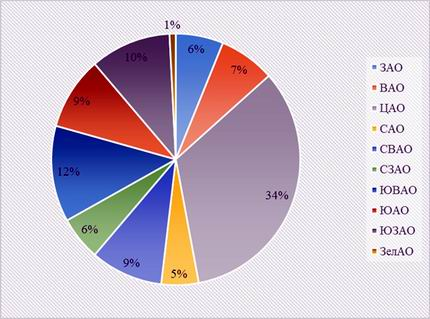 1%
6%
7%
34%
5%
9%
6%
12%
9%
10%
ЗАО
ВАО
ЦАО
САО
СВАО
СЗАО
ЮВАО
ЮАО
ЮЗАО
ЗелАО